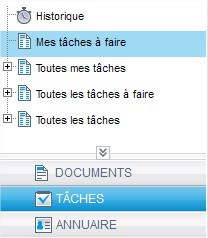 Historique
Mes tâches à faire
Toutes mes tâches
Toutes les tâches à faire
Toutes les tâches
DOCUMENTS
TÂCHES
ANNUAIRE